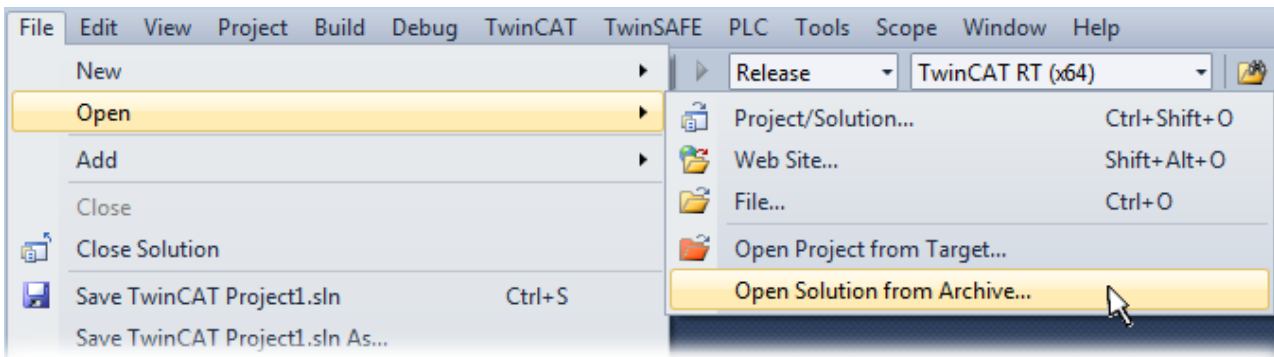 File Edit View Project Build Debug TwinCAT TwinSAFE PLC Tools Scope Window Help
New
Release TwinCAT RT (x64)
Open
Project/Solution... Ctrl+Shift+O
Add
Web Site... Shift+Alt+O
Close
File... Ctrl+O
Close Solution
Open Project from Target...
Save TwinCAT Project1.sln Ctrl+S
Open Solution from Archive...
Save TwinCAT Project1.sln As...